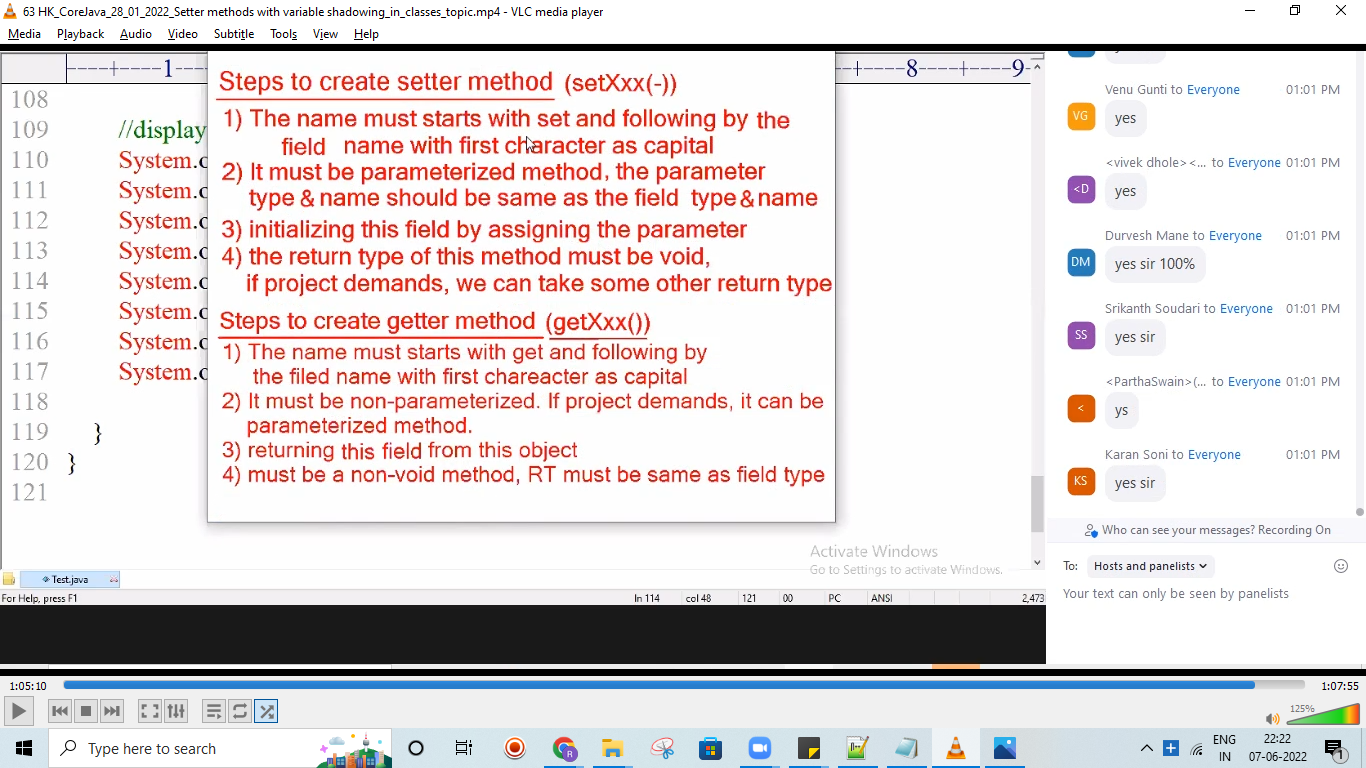 63 HK_CoreJava_28_01_2022_Setter methods with variable shadowing_in_classes_topic.mp4 - VLC media player
Media Playback Audio Video Subtitle Tools View Help
----+----1-- --+----8----+----9-
108
109 //display
110 System.o
111 System.o
112 System.o
113 System.o
114 System.o
115 System.o
116 System.o
117 System.o
118
119 }
120 }
121
Steps to create setter method (setXxx(-))
1) The name must starts with set and following by the
field name with first character as capital
2) It must be parameterized method, the parameter
type & name should be same as the field type & name
3) initializing this field by assigning the parameter
4) the return type of this method must be void,
if project demands, we can take some other return type
Steps to create getter method (getXxx())
1) The name must starts with get and following by
the filed name with first chareacter as capital
2) It must be non-parameterized. If project demands, it can be
parameterized method.
3) returning this field from this object
4) must be a non-void method, RT must be same as field type
Activate Windows
Go to Settings to activate Windows.
Test.java
For Help, press F1 ln 114 col 48 121 00 PC ANSI 2,473
Venu Gunti to Everyone 01:01 PM
VG yes
<vivek dhole> <... to Everyone 01:01 PM
<D yes
Durvesh Mane to Everyone 01:01 PM
DM yes sir 100%
Srikanth Soudari to Everyone 01:01 PM
SS yes sir
<ParthaSwain>(... to Everyone 01:01 PM
< ys
Karan Soni to Everyone 01:01 PM
KS yes sir
Who can see your messages? Recording On
To: Hosts and panelists
Your text can only be seen by panelists
1:05:10 1:07:55
125%
Type here to search
ENG
IN
22:22
07-06-2022
1